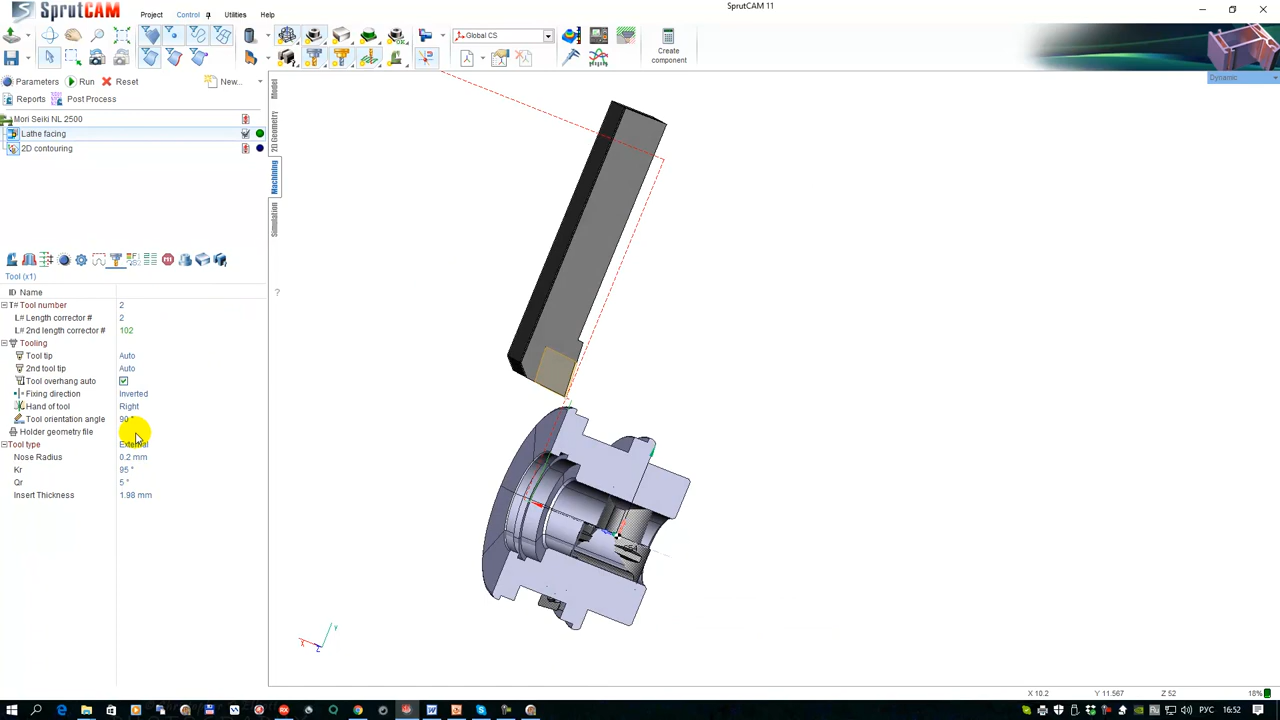 SprutCAM
Project
Control
Utilities
Help
SprutCAM 11
Global CS
Create
component
Dynamic
Parameters
Run
Reset
New...
Reports
Post Process
Mori Seiki NL 2500
Lathe facing
2D contouring
Model
2D Geometry
Machining
Simulation
Tool (x1)
ID Name
T# Tool number 2
L# Length corrector # 2
L# 2nd length corrector # 102
Tooling
Tool tip Auto
2nd tool tip Auto
Tool overhang auto
Fixing direction Inverted
Hand of tool Right
Tool orientation angle 90 °
Holder geometry file
Tool type External
Nose Radius 0.2 mm
Kr 95 °
Qr 5 °
Insert Thickness 1.98 mm
?
y
X
Z
X 10.2 Y 11.567 Z 52 18%
РУС 16:52